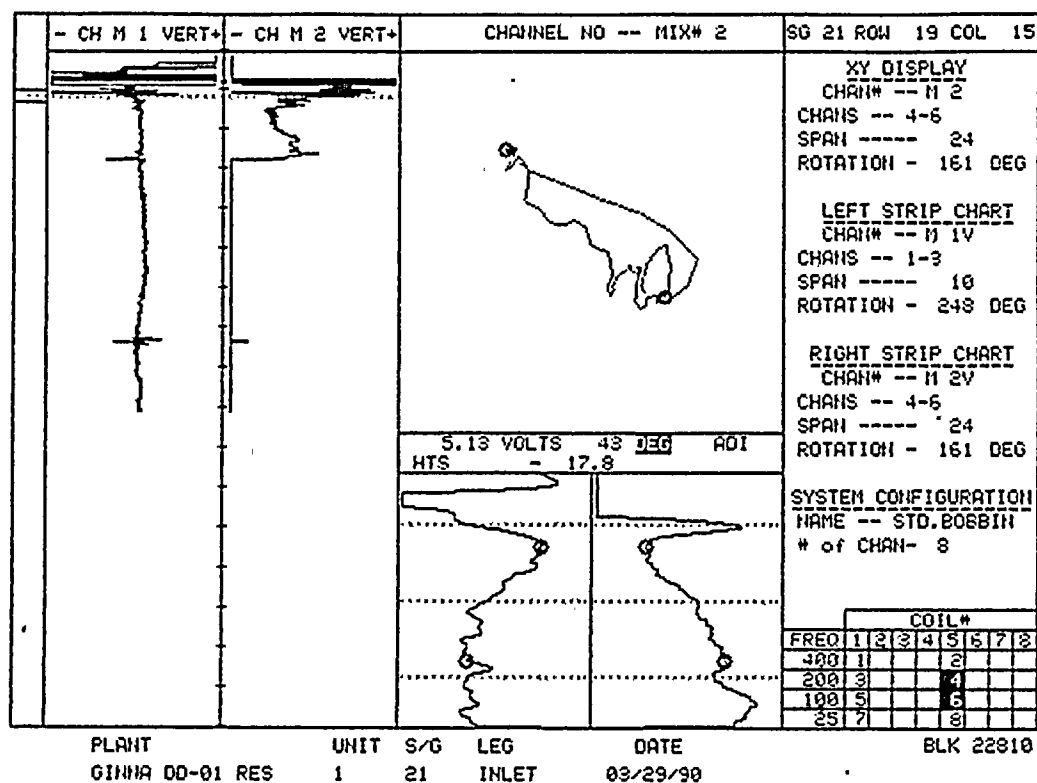 - CH M 1 VERT+
- CH M 2 VERT+
CHANNEL NO -- MIX# 2
SG 21 ROW 19 COL 15
XY DISPLAY
CHAN# -- M 2
CHANS -- 4-6
SPAN ----- 24
ROTATION - 161 DEG
LEFT STRIP CHART
CHAN# -- M 1V
CHANS -- 1-3
SPAN ----- 10
ROTATION - 248 DEG
RIGHT STRIP CHART
CHAN# -- M 2V
CHANS -- 4-6
SPAN ----- 24
ROTATION - 161 DEG
5.13 VOLTS 43 DEG ADI
HTS - 17.8
SYSTEM CONFIGURATION
NAME -- STD.BOBBIN
# of CHAN- 8
COIL#
FREQ 1 2 3 4 5 6 7 8
400 1 2
200 3 4
100 5 6
25 7 8
PLANT UNIT S/G LEG DATE BLK 22810
GINNA OD-01 RES 1 21 INLET 03/29/90